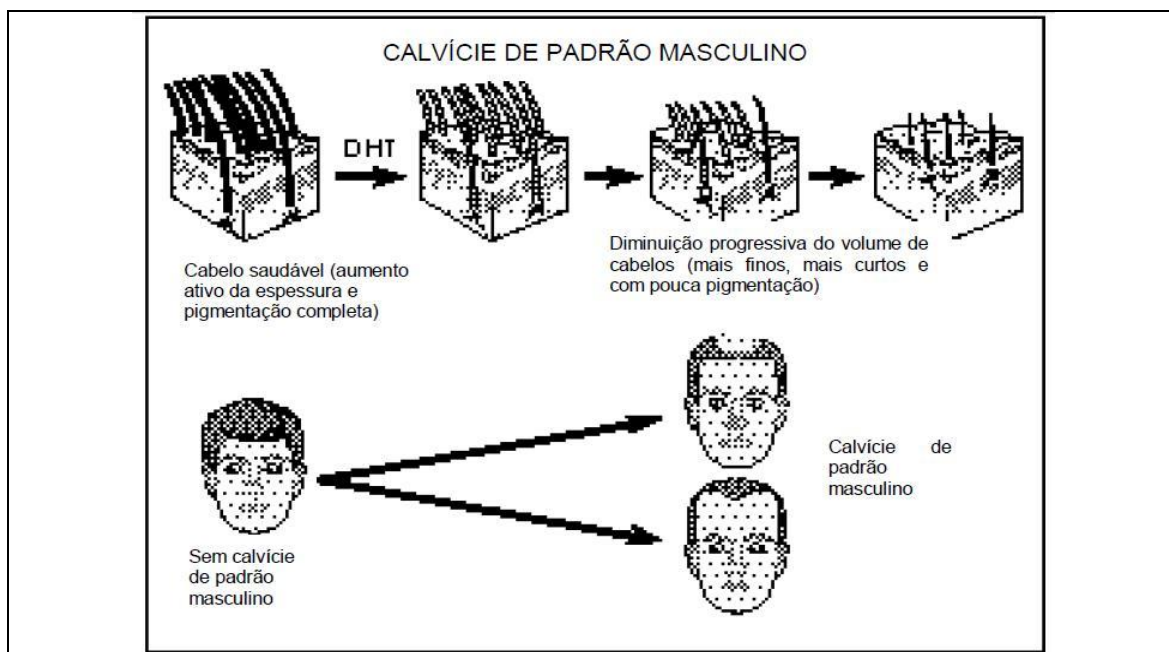 CALVÍCIE DE PADRÃO MASCULINO
DHT
Cabelo saudável (aumento
ativo da espessura e
pigmentação completa)
Diminuição progressiva do volume de
cabelos (mais finos, mais curtos e
com pouca pigmentação)
Sem calvície
de padrão
masculino
Calvície de
padrão
masculino